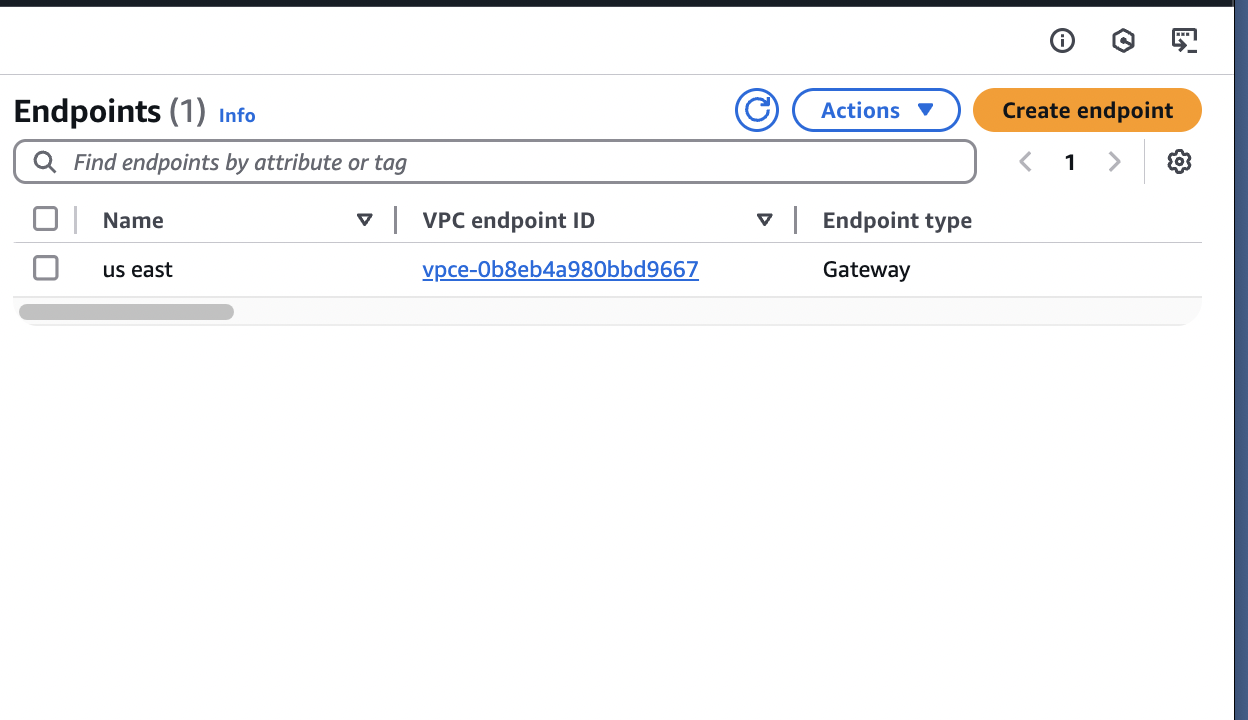 Endpoints (1) Info Actions Create endpoint
Find endpoints by attribute or tag 1
Name VPC endpoint ID Endpoint type
us east vpce-0b8eb4a980bbd9667 Gateway